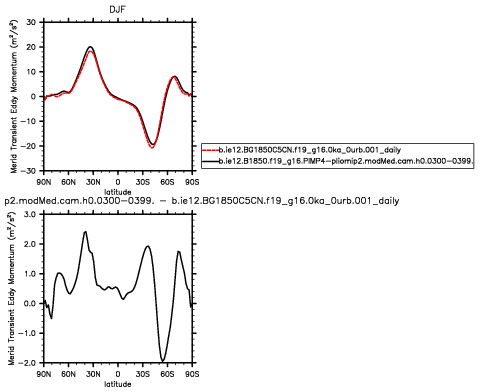 DJF
Merid Transient Eddy Momentum (m²/s²)
30
20
10
0
−10
−20
−30
90N 60N 30N 0 30S 60S 90S
latitude
b.ie12.BG1850C5CN.f19_g16.0ka_0urb.001_daily
b.ie12.B1850.f19_g16.PlMP4-pliomip2.modMed.cam.h0.0300-0399.
p2.modMed.cam.h0.0300-0399. − b.ie12.BG1850C5CN.f19_g16.0ka_0urb.001_daily
Merid Transient Eddy Momentum (m²/s²)
3.0
2.0
1.0
0.0
−1.0
−2.0
90N 60N 30N 0 30S 60S 90S
latitude